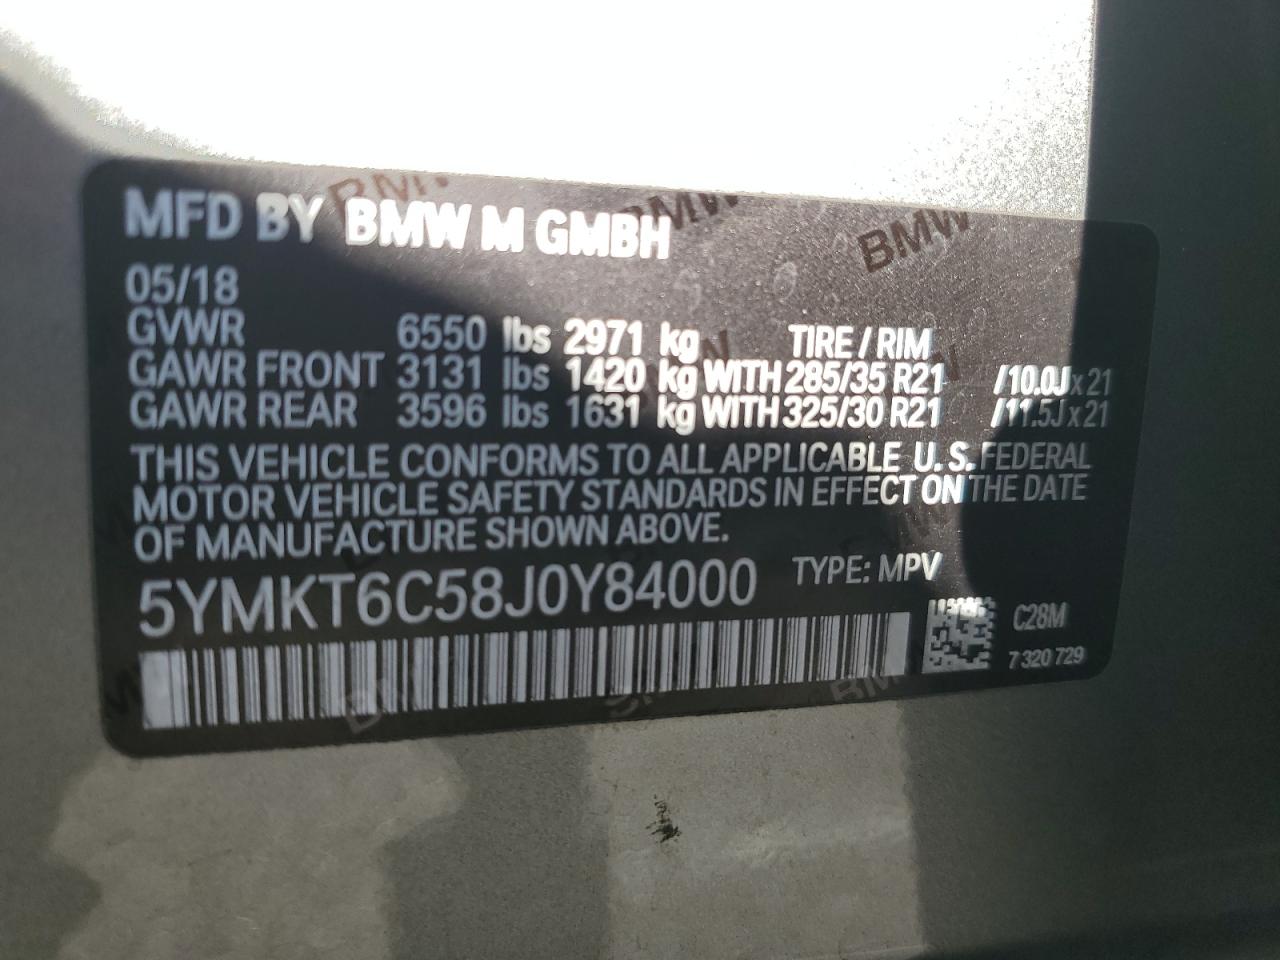 MFD BY BMW M GMBH
05/18
GVWR 6550 lbs 2971 kg TIRE / RIM
GAWR FRONT 3131 lbs 1420 kg WITH 285/35 R21 /10.0J x 21
GAWR REAR 3596 lbs 1631 kg WITH 325/30 R21 /11.5J x 21
THIS VEHICLE CONFORMS TO ALL APPLICABLE U.S. FEDERAL
MOTOR VEHICLE SAFETY STANDARDS IN EFFECT ON THE DATE
OF MANUFACTURE SHOWN ABOVE.
5YMKT6C58J0Y84000 TYPE: MPV
C28M
7 320 729